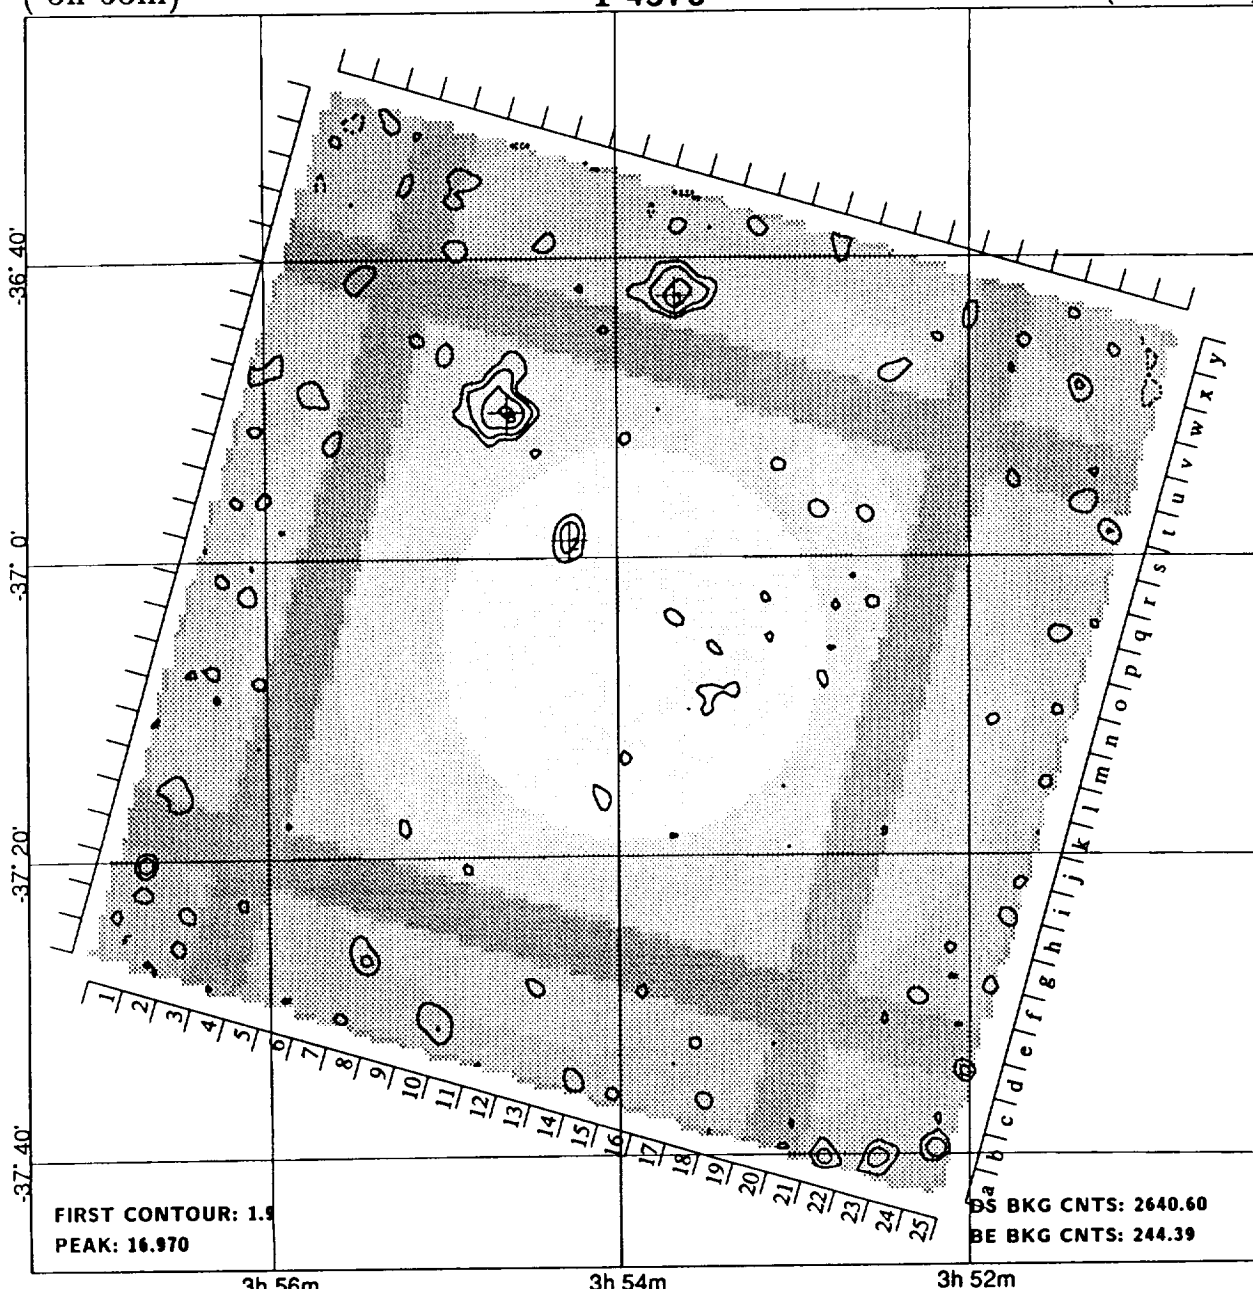 -36° 40'
-37° 0'
-37° 20'
-37° 40'
a b c d e f g h i j k l m n o p q r s t u v w x y
1 2 3 4 5 6 7 8 9 10 11 12 13 14 15 16 17 18 19 20 21 22 23 24 25
FIRST CONTOUR: 1.9
PEAK: 16.970
DS BKG CNTS: 2640.60
BE BKG CNTS: 244.39
3h 56m 3h 54m 3h 52m